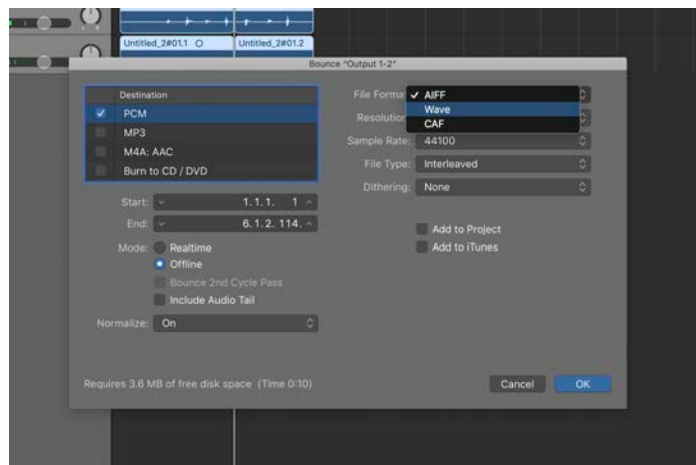 Untitled_2#01.1
Untitled_2#01.2
Bounce "Output 1-2"
Destination
PCM
MP3
M4A: AAC
Burn to CD / DVD
Start: 1. 1. 1. 1
End: 6. 1. 2. 114.
Mode: Realtime
Offline
Bounce 2nd Cycle Pass
Include Audio Tail
Normalize: On
File Forma
AIFF
Wave
CAF
Resolution
Sample Rate: 44100
File Type: Interleaved
Dithering: None
Add to Project
Add to iTunes
Requires 3.6 MB of free disk space (Time 0:10)
Cancel
OK